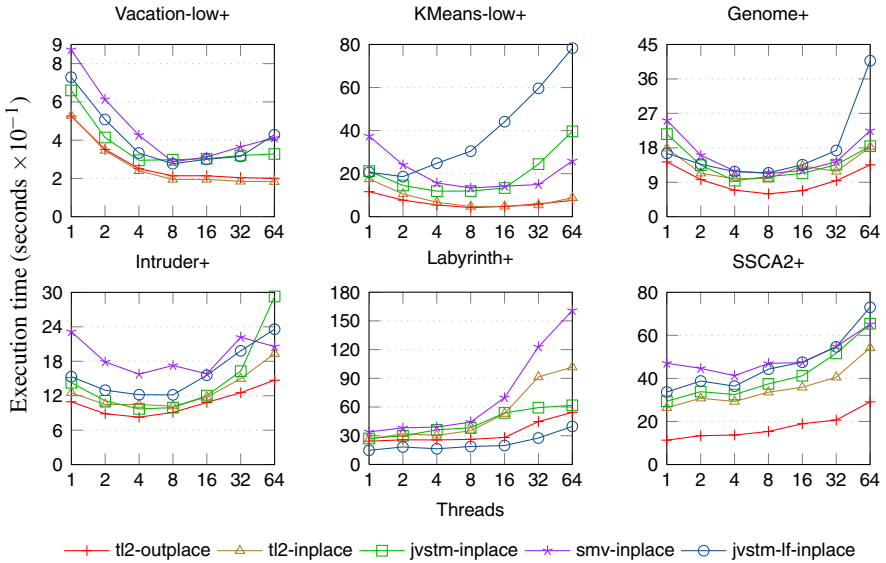 Vacation-low+ KMeans-low+ Genome+
9 8 6 4 2 0
1 2 4 8 16 32 64
80 60 40 20 0
1 2 4 8 16 32 64
45 36 27 18 9 0
1 2 4 8 16 32 64
Execution time (seconds ×10⁻¹)
Intruder+ Labyrinth+ SSCA2+
30 24 18 12 6 0
1 2 4 8 16 32 64
180 150 120 90 60 30 0
1 2 4 8 16 32 64
80 60 40 20 0
1 2 4 8 16 32 64
Threads
tl2-outplace tl2-inplace jvstm-inplace smv-inplace jvstm-lf-inplace